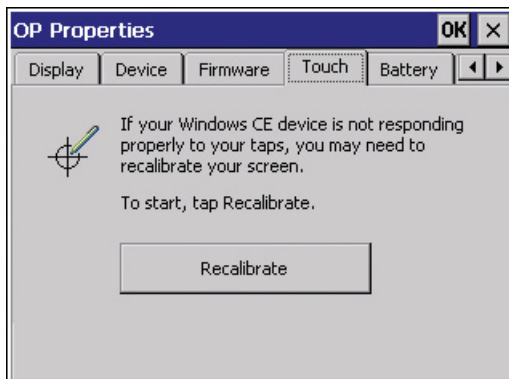 OP Properties OK ×
Display Device Firmware Touch Battery
If your Windows CE device is not responding
properly to your taps, you may need to
recalibrate your screen.
To start, tap Recalibrate.
Recalibrate